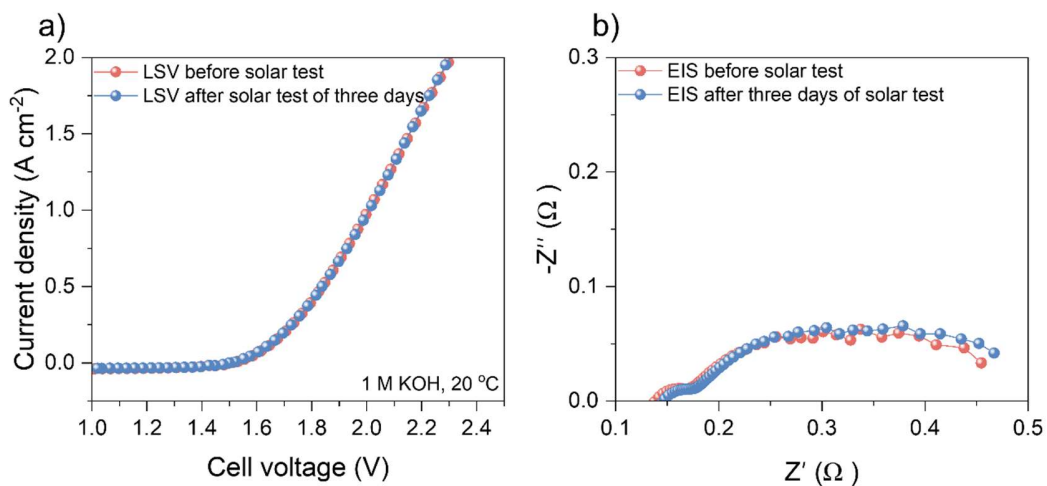 a)
LSV before solar test
LSV after solar test of three days
2.0
1.5
1.0
0.5
0.0
Current density (A cm⁻²)
1 M KOH, 20 °C
1.0 1.2 1.4 1.6 1.8 2.0 2.2 2.4
Cell voltage (V)
b)
EIS before solar test
EIS after three days of solar test
0.3
0.2
0.1
0.0
-Z″ (Ω )
0.1 0.2 0.3 0.4 0.5
Z′ (Ω )